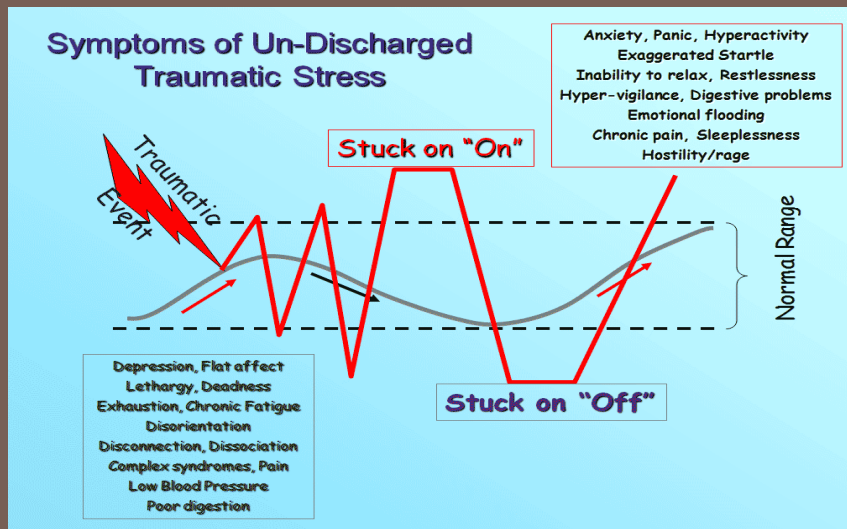 Symptoms of Un-Discharged
Traumatic Stress
Anxiety, Panic, Hyperactivity
Exaggerated Startle
Inability to relax, Restlessness
Hyper-vigilance, Digestive problems
Emotional flooding
Chronic pain, Sleeplessness
Hostility/rage
Traumatic
Event
Stuck on “On”
Normal Range
Stuck on “Off”
Depression, Flat affect
Lethargy, Deadness
Exhaustion, Chronic Fatigue
Disorientation
Disconnection, Dissociation
Complex syndromes, Pain
Low Blood Pressure
Poor digestion